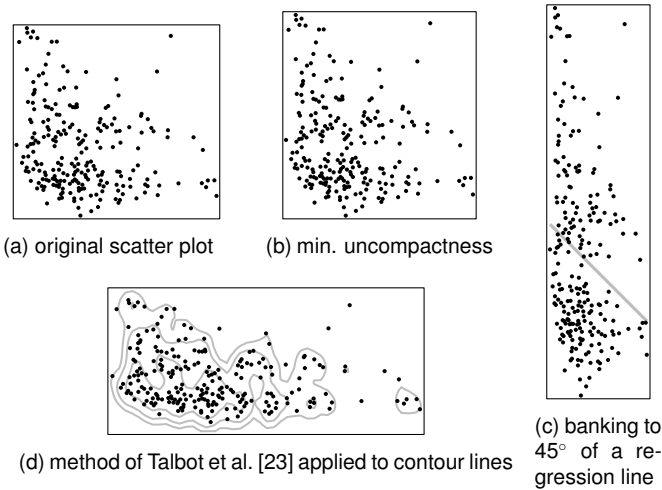 (a) original scatter plot
(b) min. uncompactness
(d) method of Talbot et al. [23] applied to contour lines
(c) banking to
45° of a re-
gression line